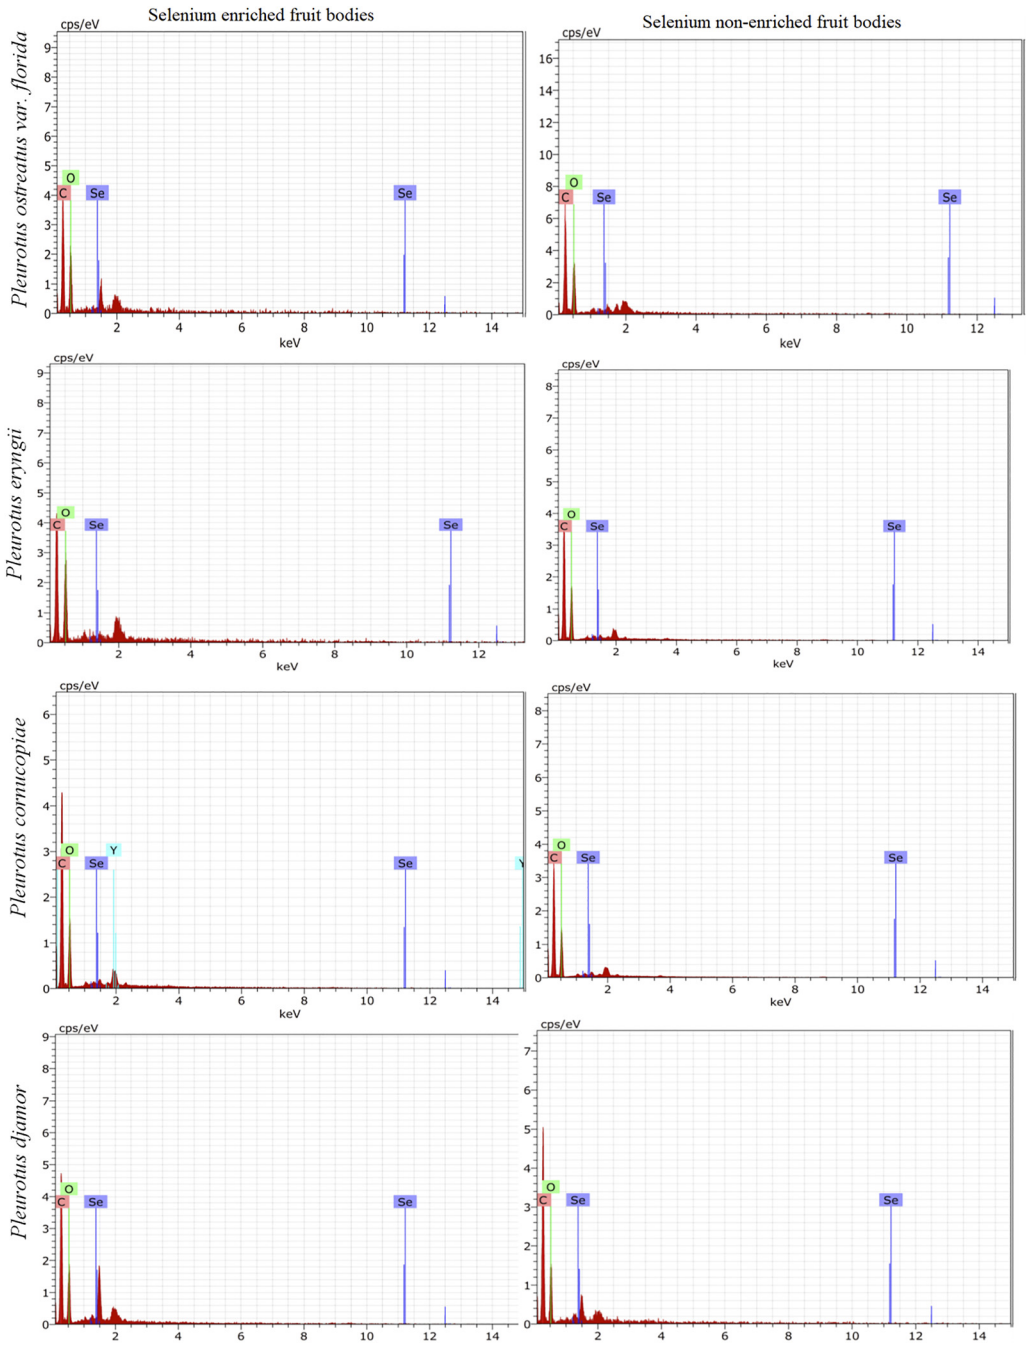 Selenium enriched fruit bodies
Selenium non-enriched fruit bodies
Pleurotus ostreatus var. florida
cps/eV
9
8
7
6
5
4
3
2
1
0
C
O
Se
Se
2 4 6 8 10 12 14
keV
cps/eV
16
14
12
10
8
6
4
2
0
C
O
Se
Se
2 4 6 8 10 12
keV
Pleurotus eryngii
cps/eV
9
8
7
6
5
4
3
2
1
0
C
O
Se
Se
2 4 6 8 10 12
keV
cps/eV
8
7
6
5
4
3
2
1
0
C
O
Se
Se
2 4 6 8 10 12 14
keV
Pleurotus cornucopiae
cps/eV
6
5
4
3
2
1
0
C
O
Se
Y
Se
Y
2 4 6 8 10 12 14
keV
cps/eV
8
7
6
5
4
3
2
1
0
C
O
Se
Se
2 4 6 8 10 12 14
keV
Pleurotus djamor
cps/eV
9
8
7
6
5
4
3
2
1
0
C
O
Se
Se
2 4 6 8 10 12 14
keV
cps/eV
7
6
5
4
3
2
1
0
C
O
Se
Se
2 4 6 8 10 12 14
keV